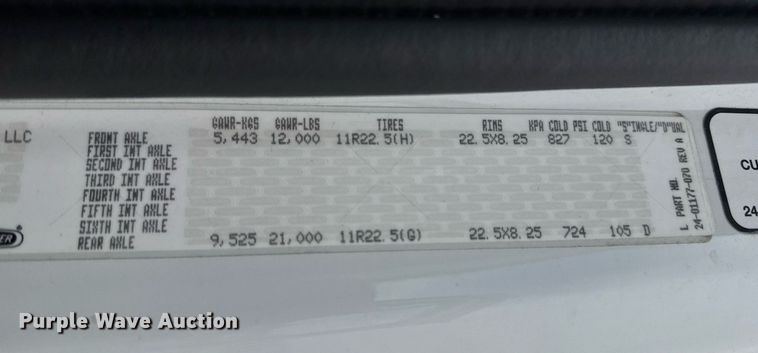 GAWR-KGS GAWR-LBS TIRES RIMS KPA COLD PSI COLD "S"INGLE/"D"UAL
LLC FRONT AXLE 5,443 12,000 11R22.5(H) 22.5X8.25 827 120 S
FIRST INT AXLE
SECOND INT AXLE
THIRD INT AXLE
FOURTH INT AXLE
FIFTH INT AXLE
SIXTH INT AXLE
REAR AXLE 9,525 21,000 11R22.5(G) 22.5X8.25 724 105 D
L PART NO.
24-01177-070 REV A
CU
24
Purple Wave Auction